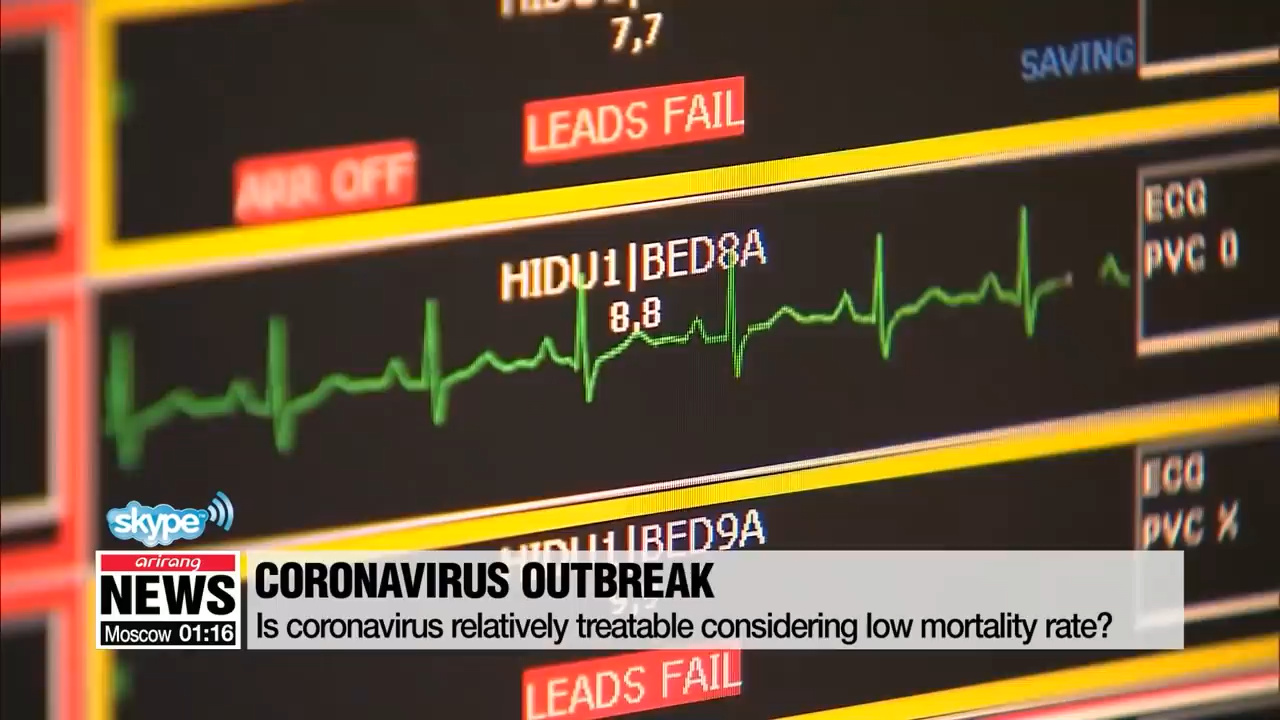 7,7
SAVING
LEADS FAIL
ARR OFF
ECG
PVC 0
HIDU1|BED8A
8,8
ECG
PVC %
HIDU1|BED9A
skype
arirang
NEWS
Moscow 01:16
CORONAVIRUS OUTBREAK
Is coronavirus relatively treatable considering low mortality rate?
LEADS FAIL